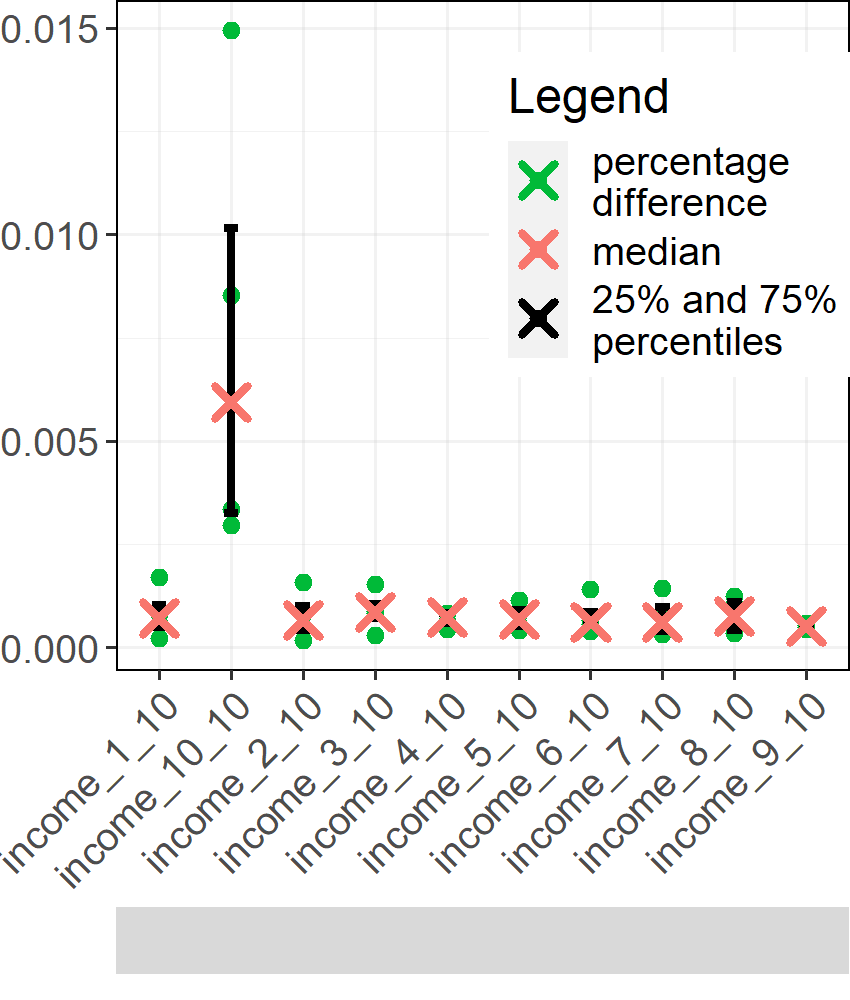 0.015
0.010
0.005
0.000
Legend
percentage
difference
median
25% and 75%
percentiles
income_1_10
income_10_10
income_2_10
income_3_10
income_4_10
income_5_10
income_6_10
income_7_10
income_8_10
income_9_10